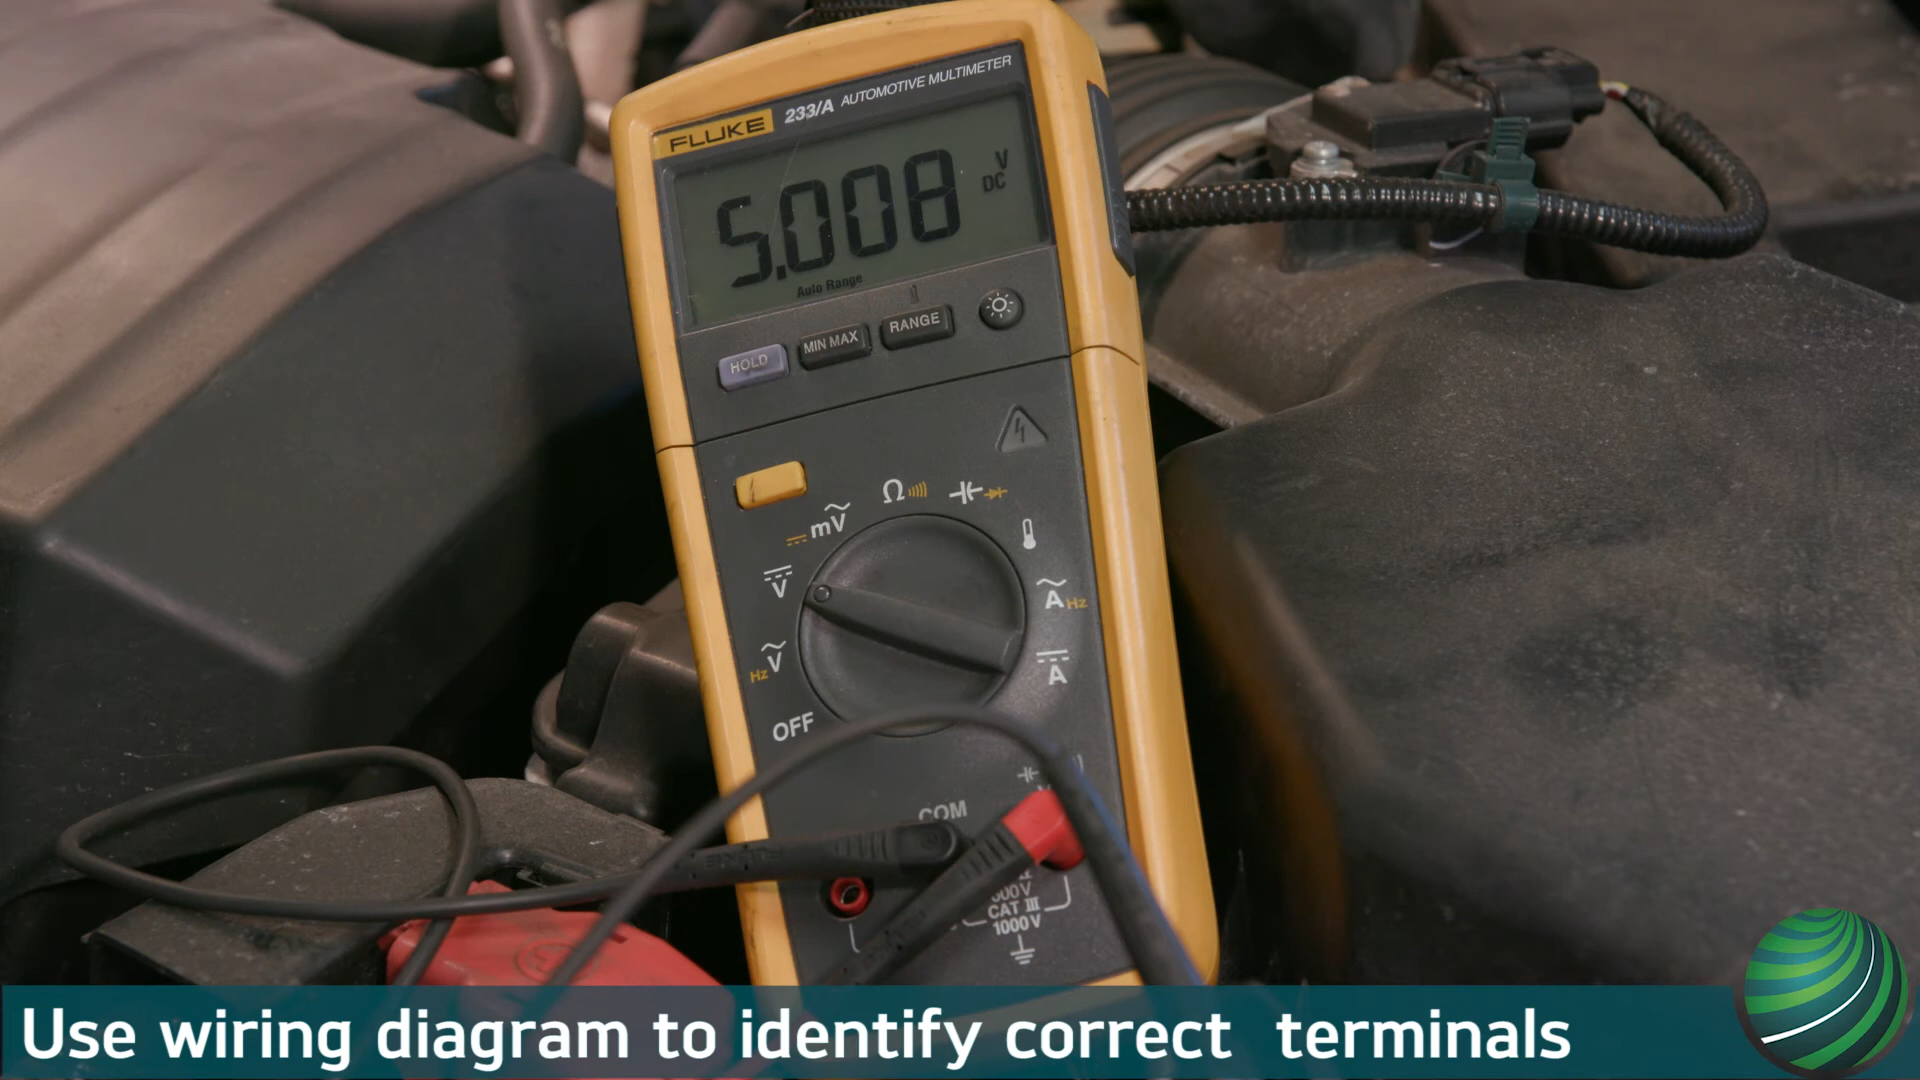 FLUKE 233/A AUTOMOTIVE MULTIMETER
5.008 V DC
Auto Range
HOLD MIN MAX RANGE
mV Ω
V
A Hz
Hz V
A
OFF
COM
CAT III
1000V
Use wiring diagram to identify correct terminals